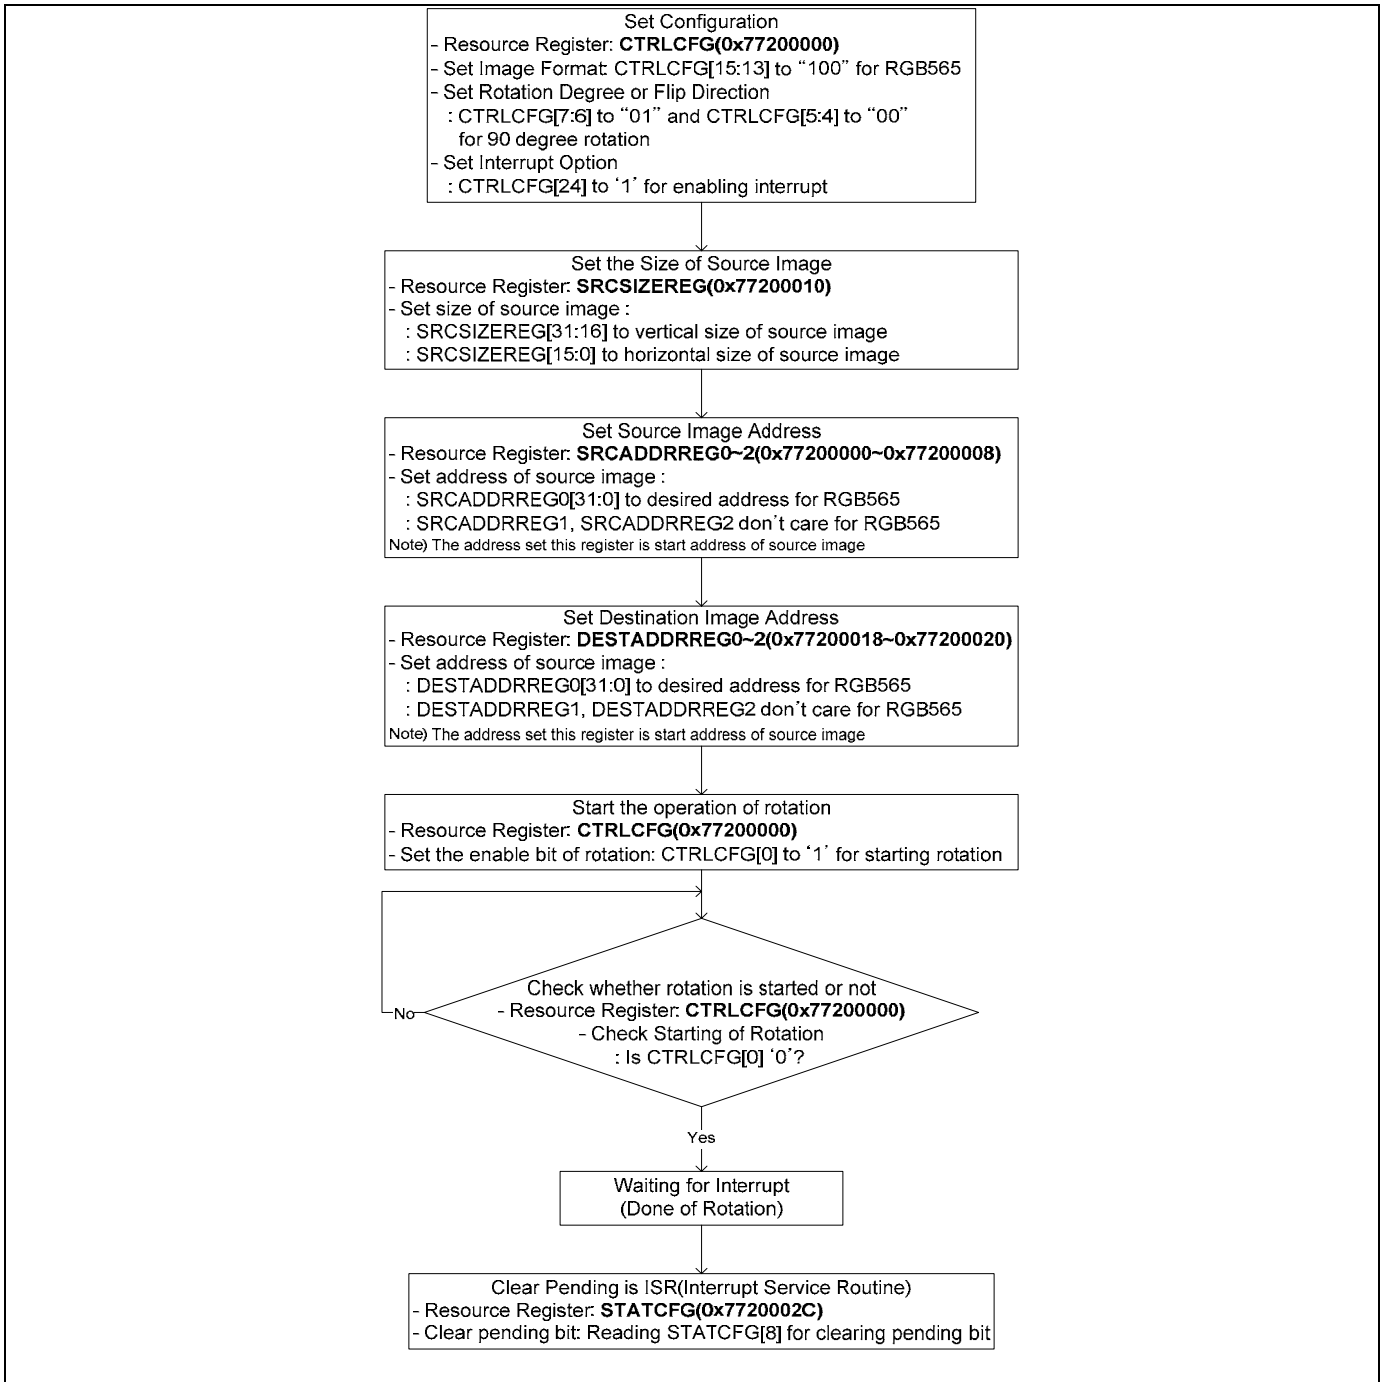 Set Configuration
- Resource Register: CTRLCFG(0x77200000)
- Set Image Format: CTRLCFG[15:13] to “100” for RGB565
- Set Rotation Degree or Flip Direction
: CTRLCFG[7:6] to “01” and CTRLCFG[5:4] to “00”
for 90 degree rotation
- Set Interrupt Option
: CTRLCFG[24] to ‘1’ for enabling interrupt
Set the Size of Source Image
- Resource Register: SRCSIZEREG(0x77200010)
- Set size of source image :
: SRCSIZEREG[31:16] to vertical size of source image
: SRCSIZEREG[15:0] to horizontal size of source image
Set Source Image Address
- Resource Register: SRCADDRREG0~2(0x77200000~0x77200008)
- Set address of source image :
: SRCADDRREG0[31:0] to desired address for RGB565
: SRCADDRREG1, SRCADDRREG2 don’t care for RGB565
Note) The address set this register is start address of source image
Set Destination Image Address
- Resource Register: DESTADDRREG0~2(0x77200018~0x77200020)
- Set address of source image :
: DESTADDRREG0[31:0] to desired address for RGB565
: DESTADDRREG1, DESTADDRREG2 don’t care for RGB565
Note) The address set this register is start address of source image
Start the operation of rotation
- Resource Register: CTRLCFG(0x77200000)
- Set the enable bit of rotation: CTRLCFG[0] to ‘1’ for starting rotation
Check whether rotation is started or not
- Resource Register: CTRLCFG(0x77200000)
- Check Starting of Rotation
: Is CTRLCFG[0] ‘0’?
No
Yes
Waiting for Interrupt
(Done of Rotation)
Clear Pending is ISR(Interrupt Service Routine)
- Resource Register: STATCFG(0x7720002C)
- Clear pending bit: Reading STATCFG[8] for clearing pending bit